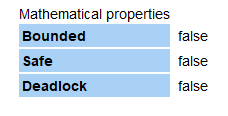 Mathematical properties
Bounded false
Safe false
Deadlock false